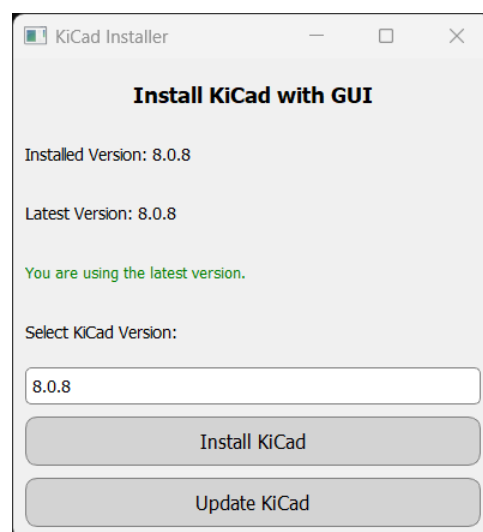 KiCad Installer
Install KiCad with GUI
Installed Version: 8.0.8
Latest Version: 8.0.8
You are using the latest version.
Select KiCad Version:
8.0.8
Install KiCad
Update KiCad